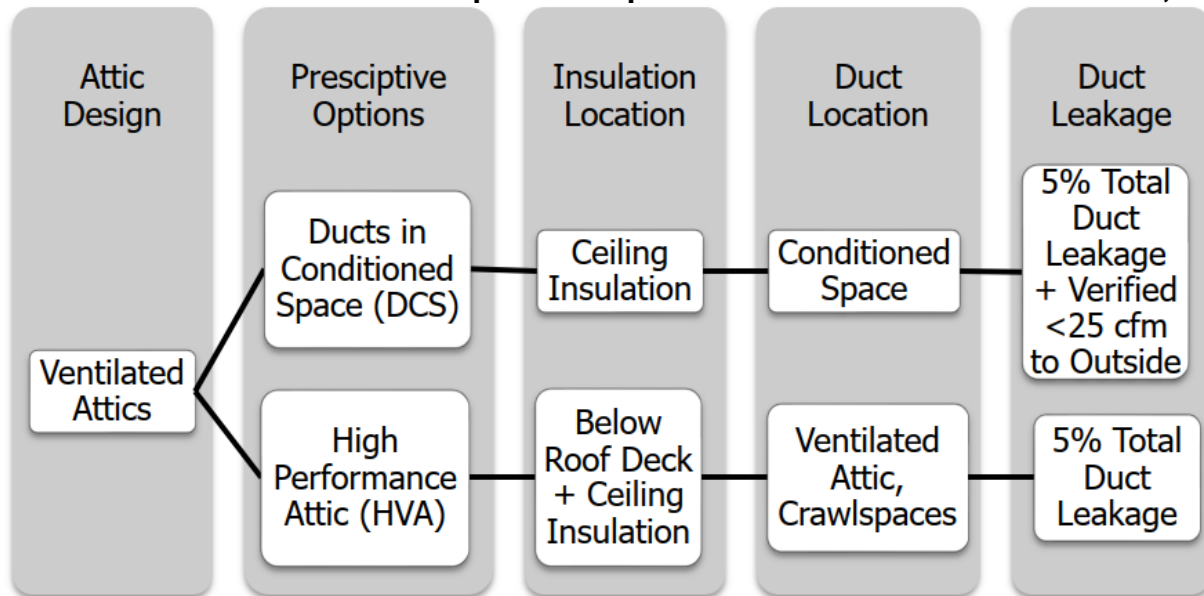 Attic
Design
Presciptive
Options
Insulation
Location
Duct
Location
Duct
Leakage
Ventilated
Attics
Ducts in
Conditioned
Space (DCS)
Ceiling
Insulation
Conditioned
Space
5% Total
Duct
Leakage
+ Verified
<25 cfm
to Outside
High
Performance
Attic (HVA)
Below
Roof Deck
+ Ceiling
Insulation
Ventilated
Attic,
Crawlspaces
5% Total
Duct
Leakage